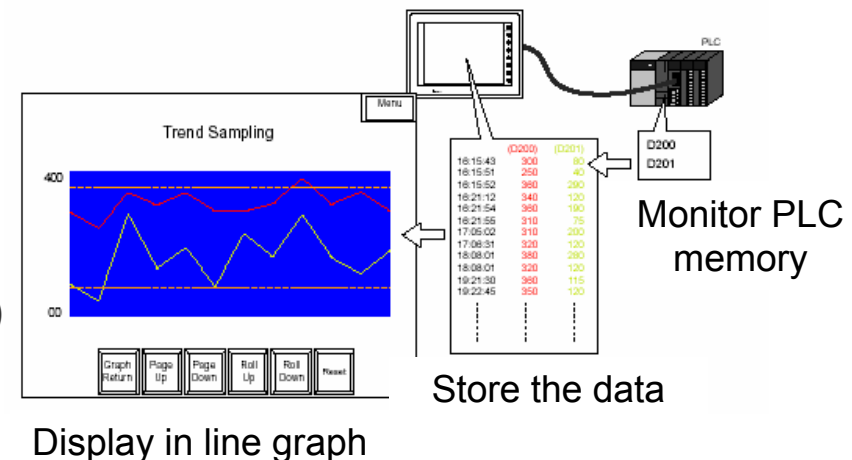 PLC
Menu
Trend Sampling
400
00
Graph Return
Page Up
Page Down
Roll Up
Roll Down
Reset
(D200) (D201)
16:15:43 300 80
16:15:51 250 40
16:15:52 360 290
16:21:12 340 120
16:21:54 360 190
16:21:55 310 75
17:05:02 310 200
17:06:31 320 120
18:08:01 380 280
18:08:01 320 120
19:21:30 360 115
19:22:45 350 120
D200
D201
Monitor PLC
memory
Store the data
Display in line graph
)